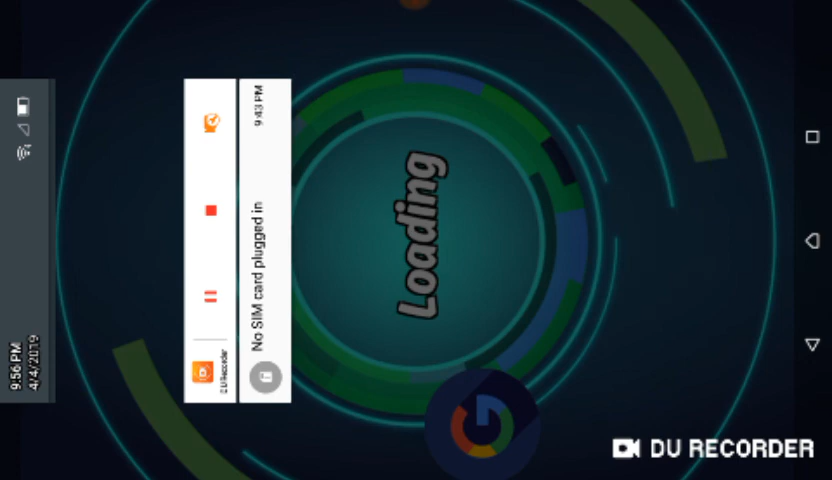 9:56 PM
4/4/2019
DU Recorder
No SIM card plugged in
9:43 PM
Loading
DU RECORDER